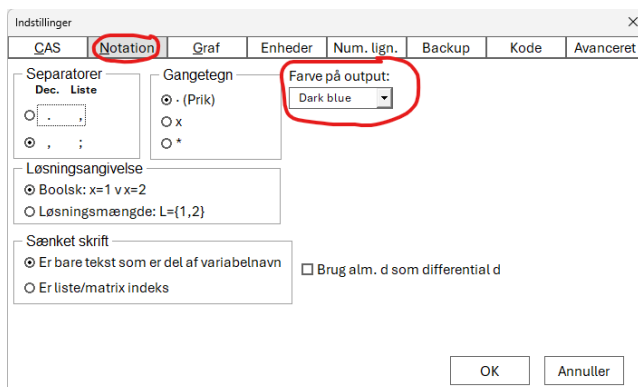 Indstillinger
CAS Notation Graf Enheder Num. lign. Backup Kode Avanceret
Separatorer
Dec. Liste
. ,
, ;
Gangetegn
· (Prik)
x
*
Farve på output:
Dark blue
Løsningsangivelse
Boolsk: x=1 v x=2
Løsningsmængde: L={1,2}
Sænket skrift
Er bare tekst som er del af variabelnavn
Er liste/matrix indeks
Brug alm. d som differential d
OK Annuller